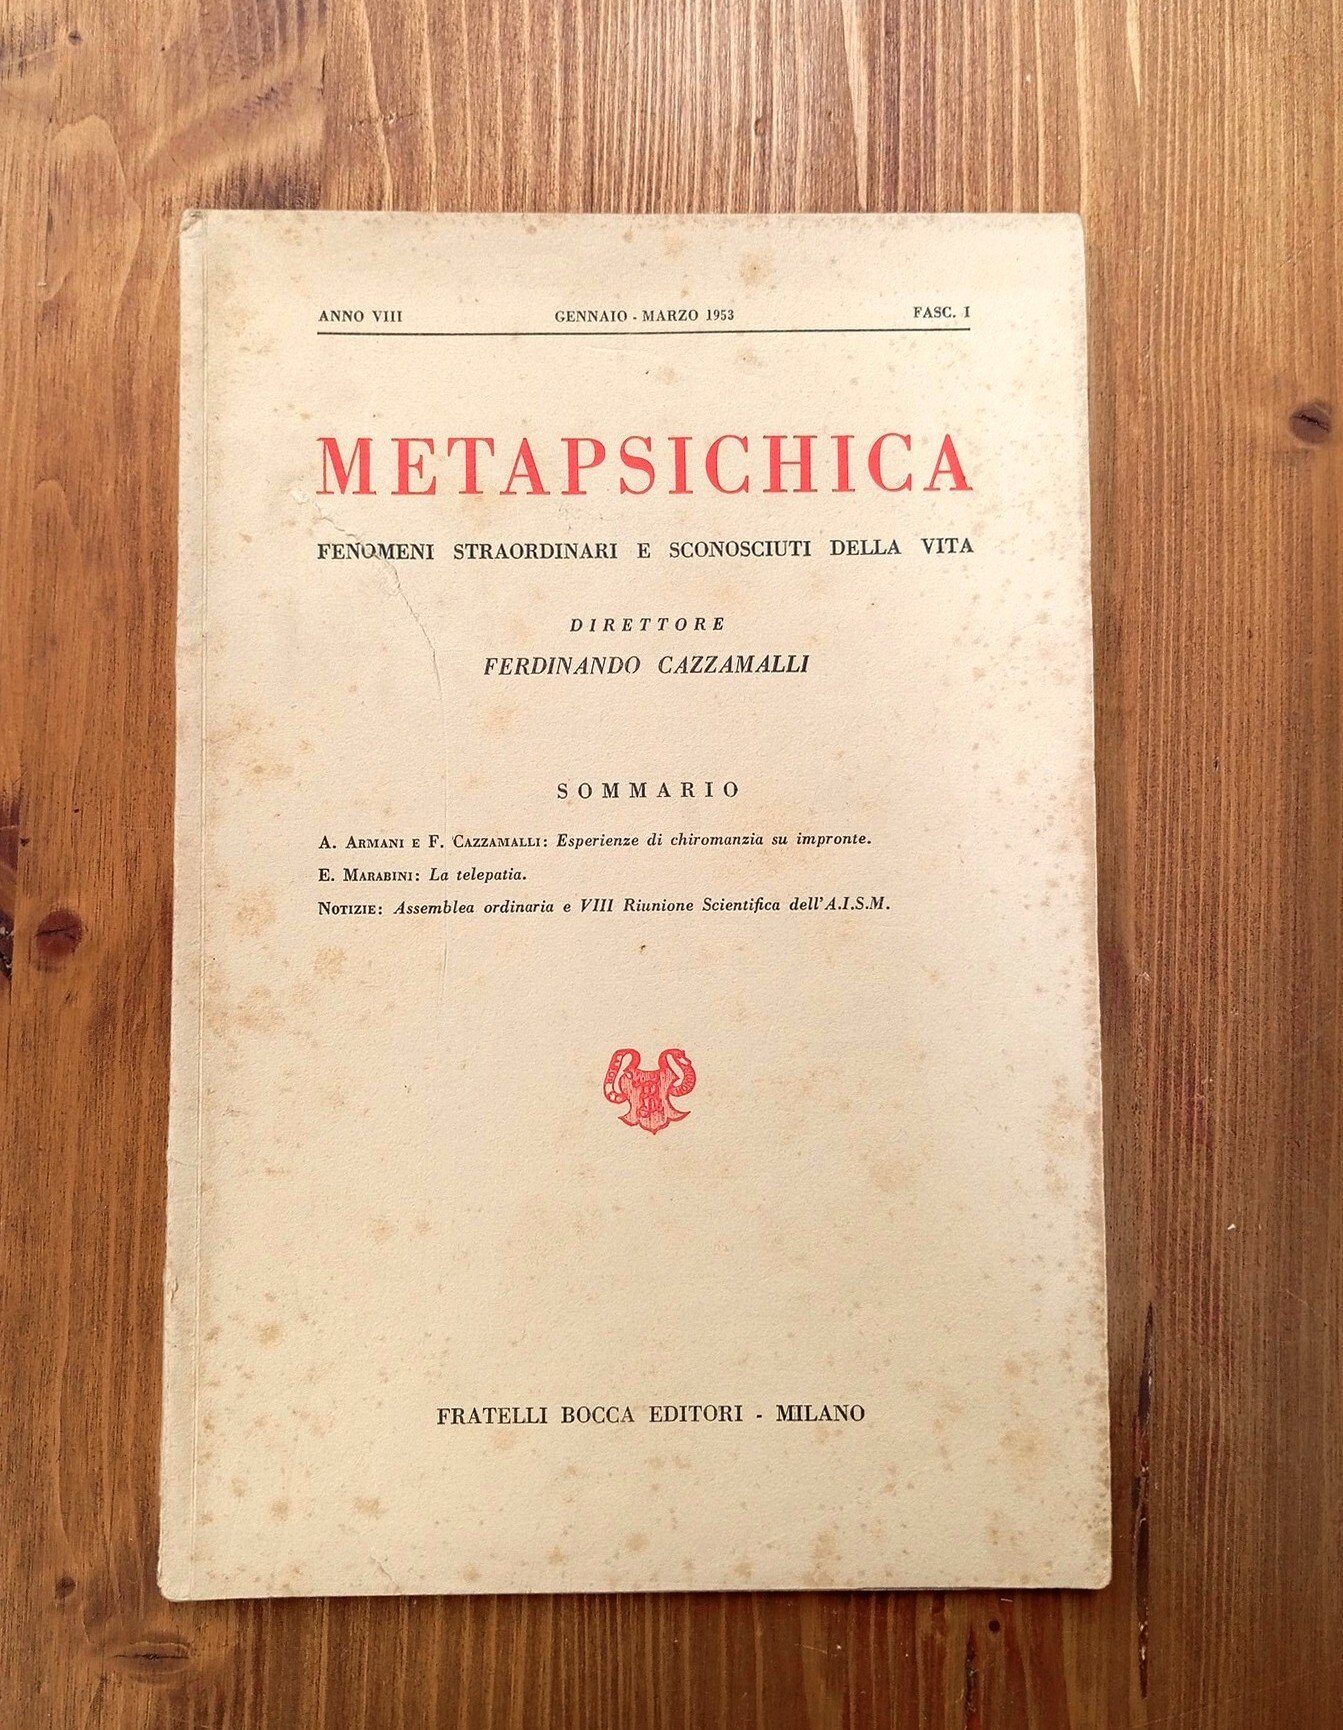 ANNO VIII GENNAIO - MARZO 1953 FASC. I
METAPSICHICA
FENOMENI STRAORDINARI E SCONOSCIUTI DELLA VITA
DIRETTORE
FERDINANDO CAZZAMALLI
SOMMARIO
A. ARMANI E F. CAZZAMALLI: Esperienze di chiromanzia su impronte.
E. MARABINI: La telepatia.
NOTIZIE: Assemblea ordinaria e VIII Riunione Scientifica dell'A.I.S.M.
FRATELLI BOCCA EDITORI - MILANO